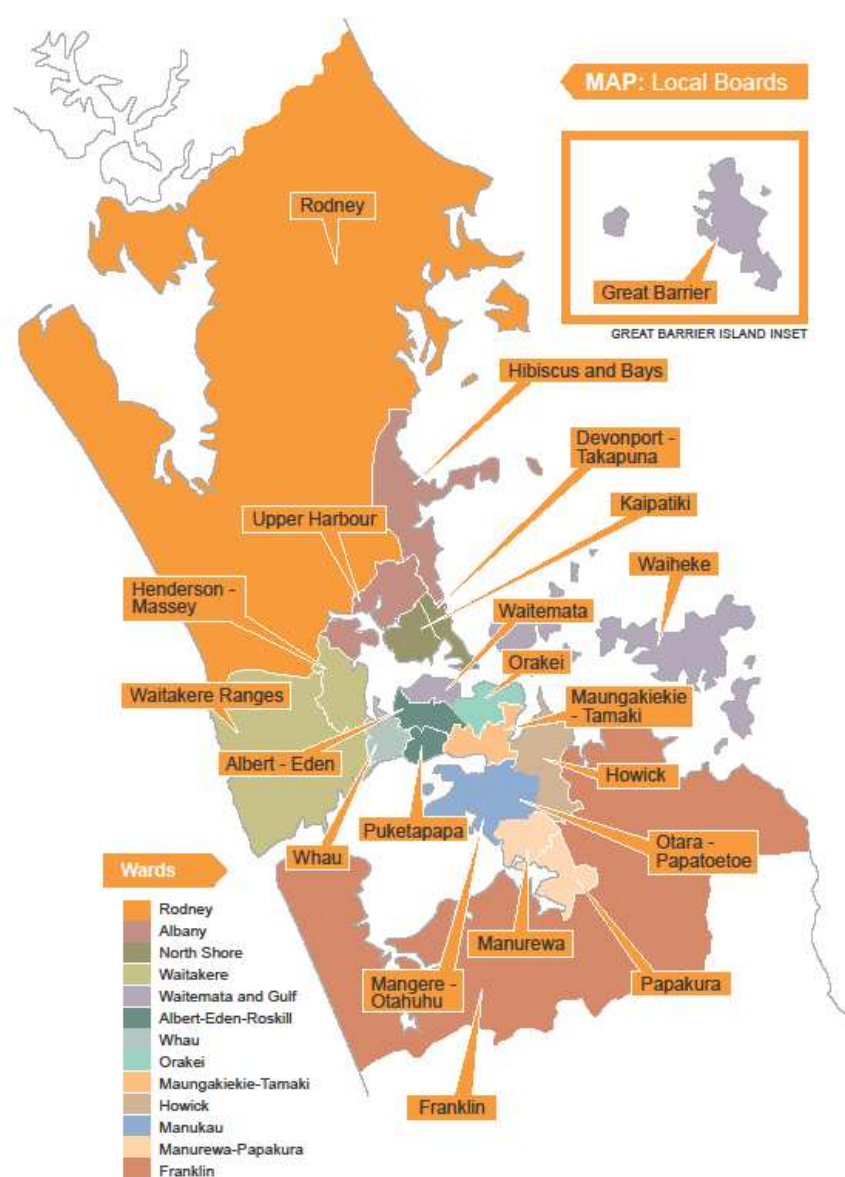 MAP: Local Boards
Rodney
Great Barrier
GREAT BARRIER ISLAND INSET
Hibiscus and Bays
Devonport -
Takapuna
Kaipatiki
Upper Harbour
Waiheke
Henderson -
Massey
Waitemata
Orakei
Waitakere Ranges
Maungakiekie
- Tamaki
Albert - Eden
Howick
Puketapapa
Whau
Otara -
Papatoetoe
Wards
Rodney
Albany
North Shore
Waitakere
Waitemata and Gulf
Albert-Eden-Roskill
Whau
Orakei
Maungakiekie-Tamaki
Howick
Manukau
Manurewa-Papakura
Franklin
Manurewa
Mangere -
Otahuhu
Papakura
Franklin